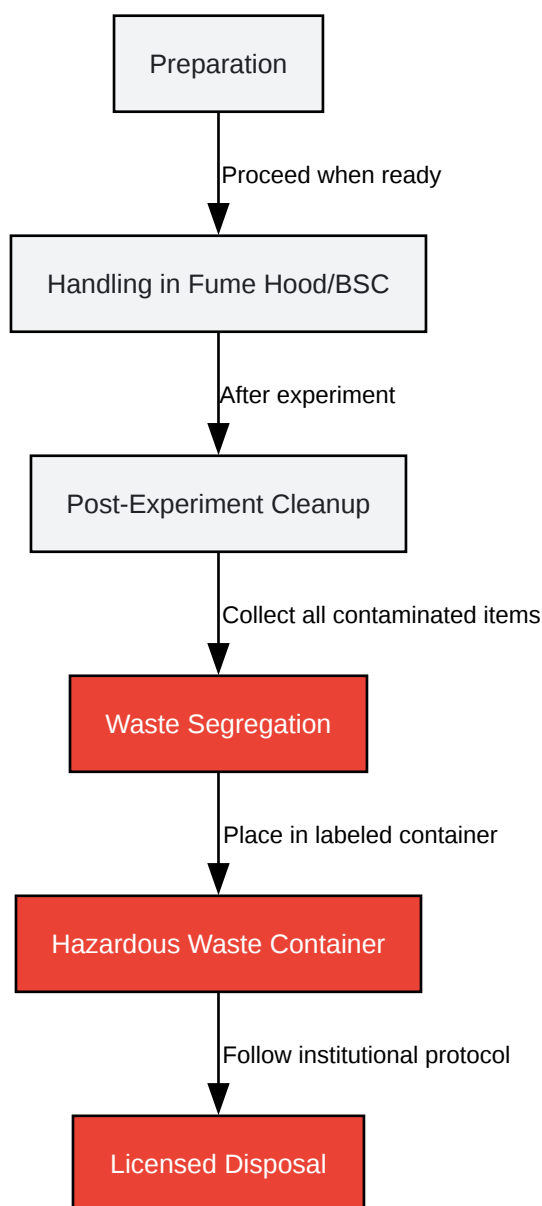 Preparation
Proceed when ready
Handling in Fume Hood/BSC
After experiment
Post-Experiment Cleanup
Collect all contaminated items
Waste Segregation
Place in labeled container
Hazardous Waste Container
Follow institutional protocol
Licensed Disposal